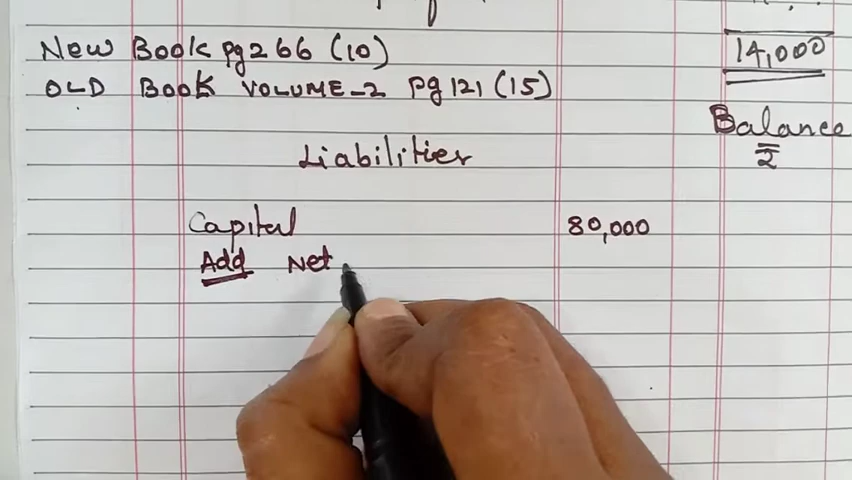 New Book pg 266 (10)
14,000
OLD Book VOLUME-2 pg 121 (15)
Balance
Liabilities
Capital 80,000
Add Net